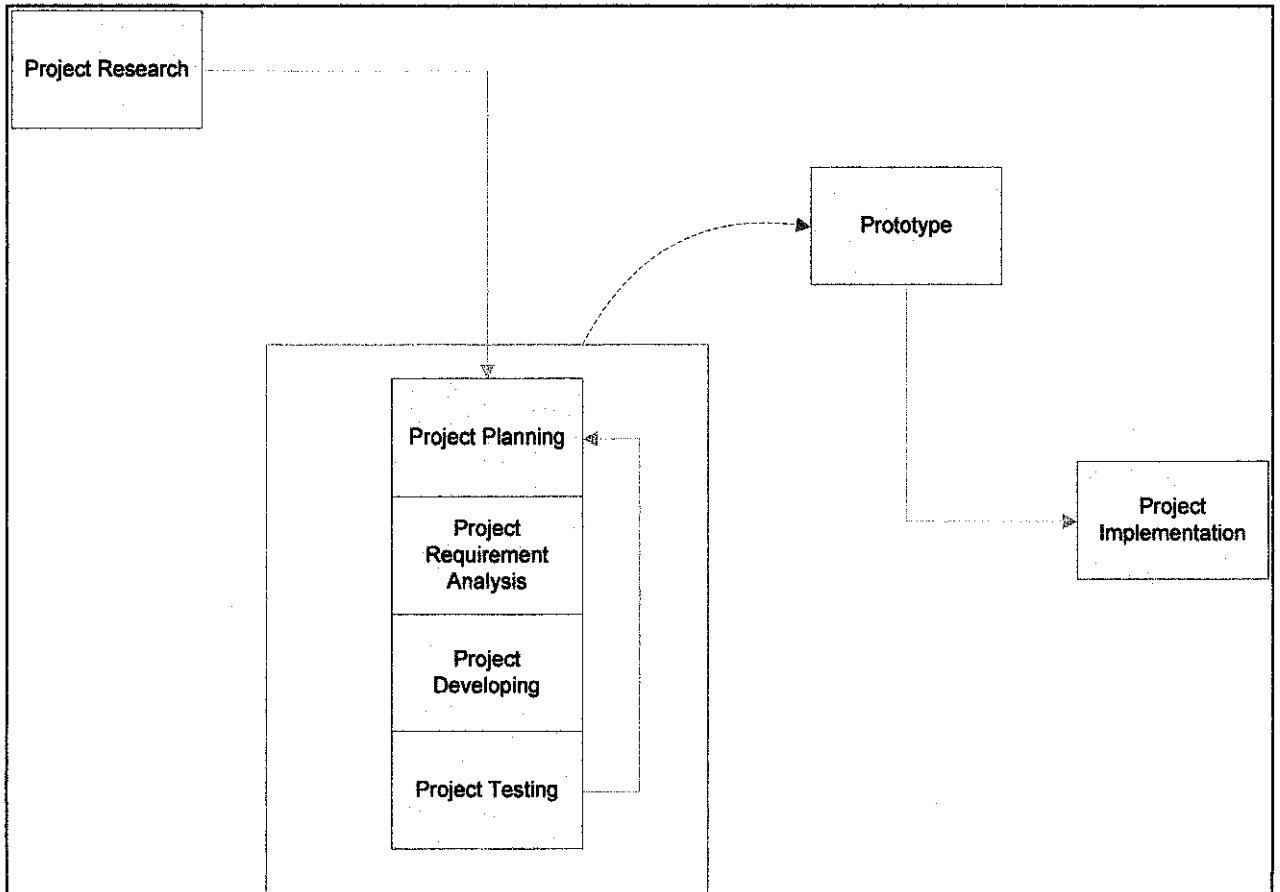 Project Research
Prototype
Project Planning
Project
Requirement
Analysis
Project
Developing
Project Testing
Project
Implementation